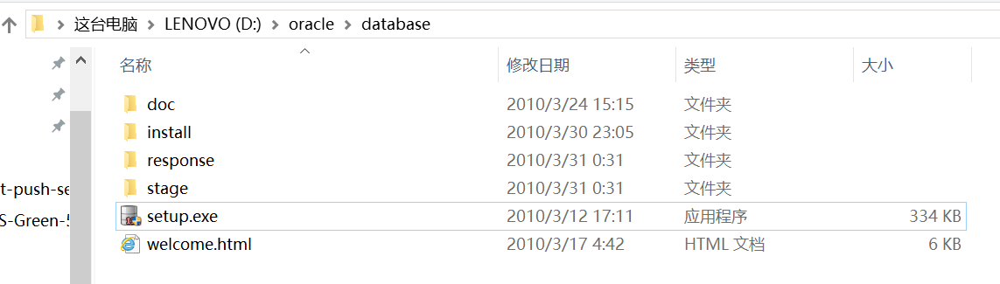 这台电脑 LENOVO (D:) oracle database
名称 修改日期 类型 大小
doc 2010/3/24 15:15 文件夹
install 2010/3/30 23:05 文件夹
response 2010/3/31 0:31 文件夹
stage 2010/3/31 0:31 文件夹
t-push-se
setup.exe 2010/3/12 17:11 应用程序 334 KB
S-Green-5
welcome.html 2010/3/17 4:42 HTML 文档 6 KB